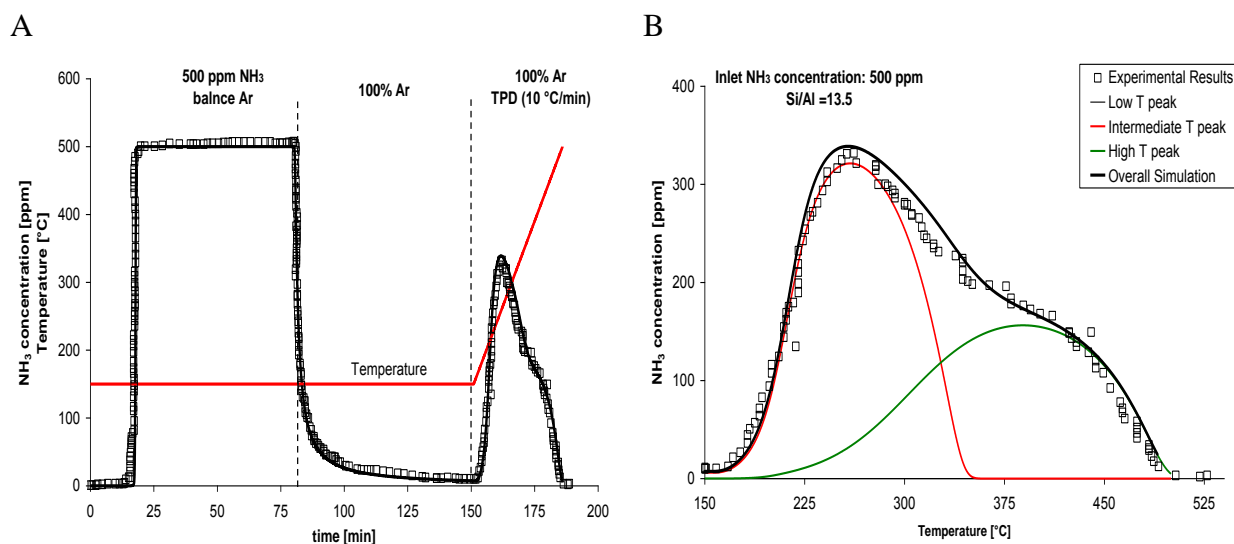 A
500 ppm NH3
balnce Ar
100% Ar
100% Ar
TPD (10 °C/min)
NH3 concentration [ppm]
Temperature [°C]
600
500
400
300
200
100
0
Temperature
0 25 50 75 100 125 150 175 200
time [min]
B
Inlet NH3 concentration: 500 ppm
Si/Al =13.5
Experimental Results
Low T peak
Intermediate T peak
High T peak
Overall Simulation
NH3 concentration [ppm]
400
300
200
100
0
150 225 300 375 450 525
Temperature [°C]